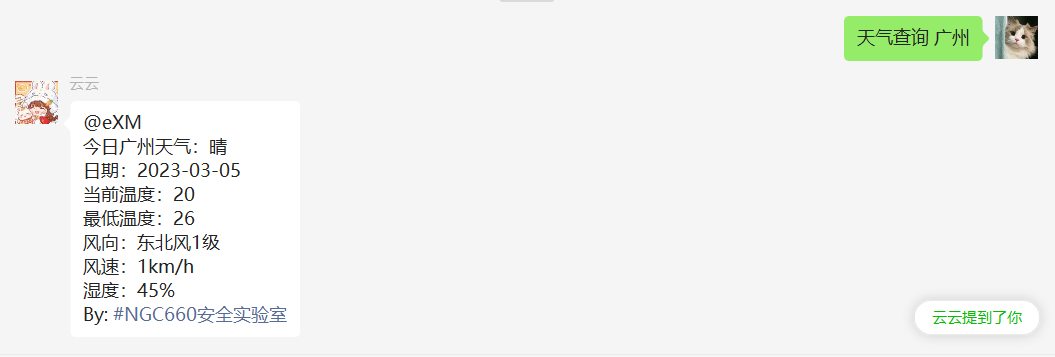 天气查询 广州
云云
@eXM
今日广州天气：晴
日期：2023-03-05
当前温度：20
最低温度：26
风向：东北风1级
风速：1km/h
湿度：45%
By: #NGC660安全实验室
云云提到了你